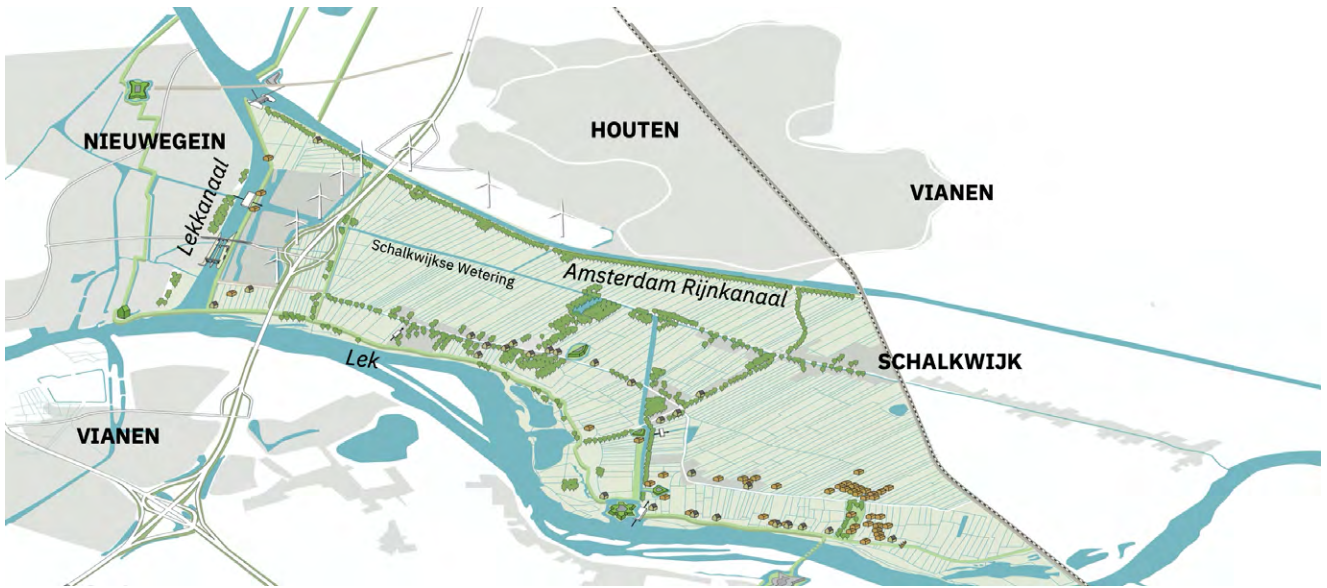 HOUTEN
NIEUWEGEIN
VIANEN
Lekkanaal
Schalkwijkse Wetering
Amsterdam Rijnkanaal
Lek
SCHALKWIJK
VIANEN